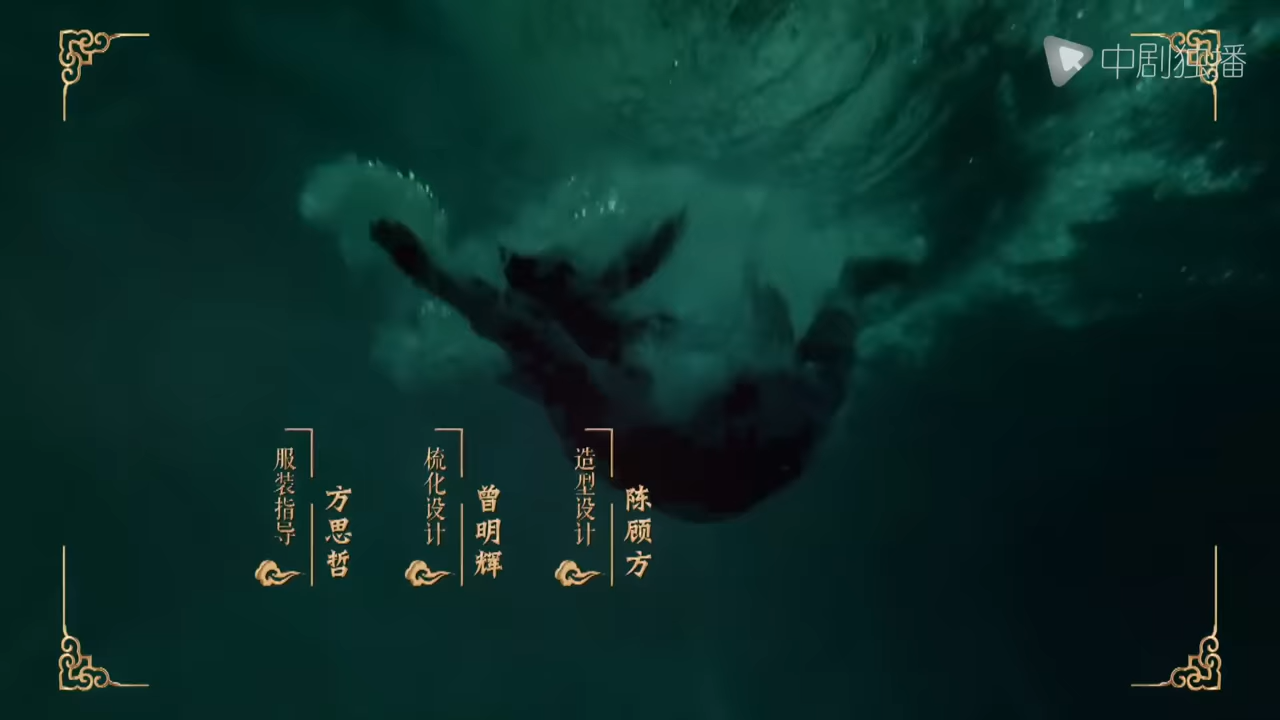 中剧独播
造型设计
陈顾方
梳化设计
曾明辉
服装指导
方思哲